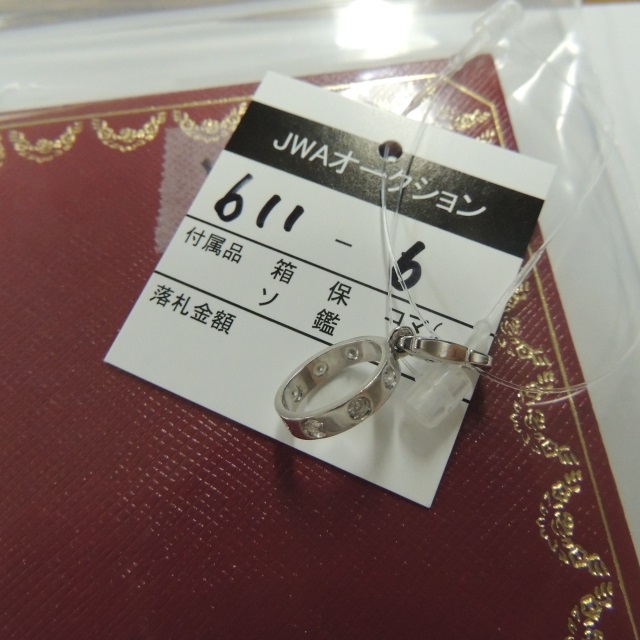 JWAオークション
611 - 6
付属品 箱 保
ソ 鑑
落札金額